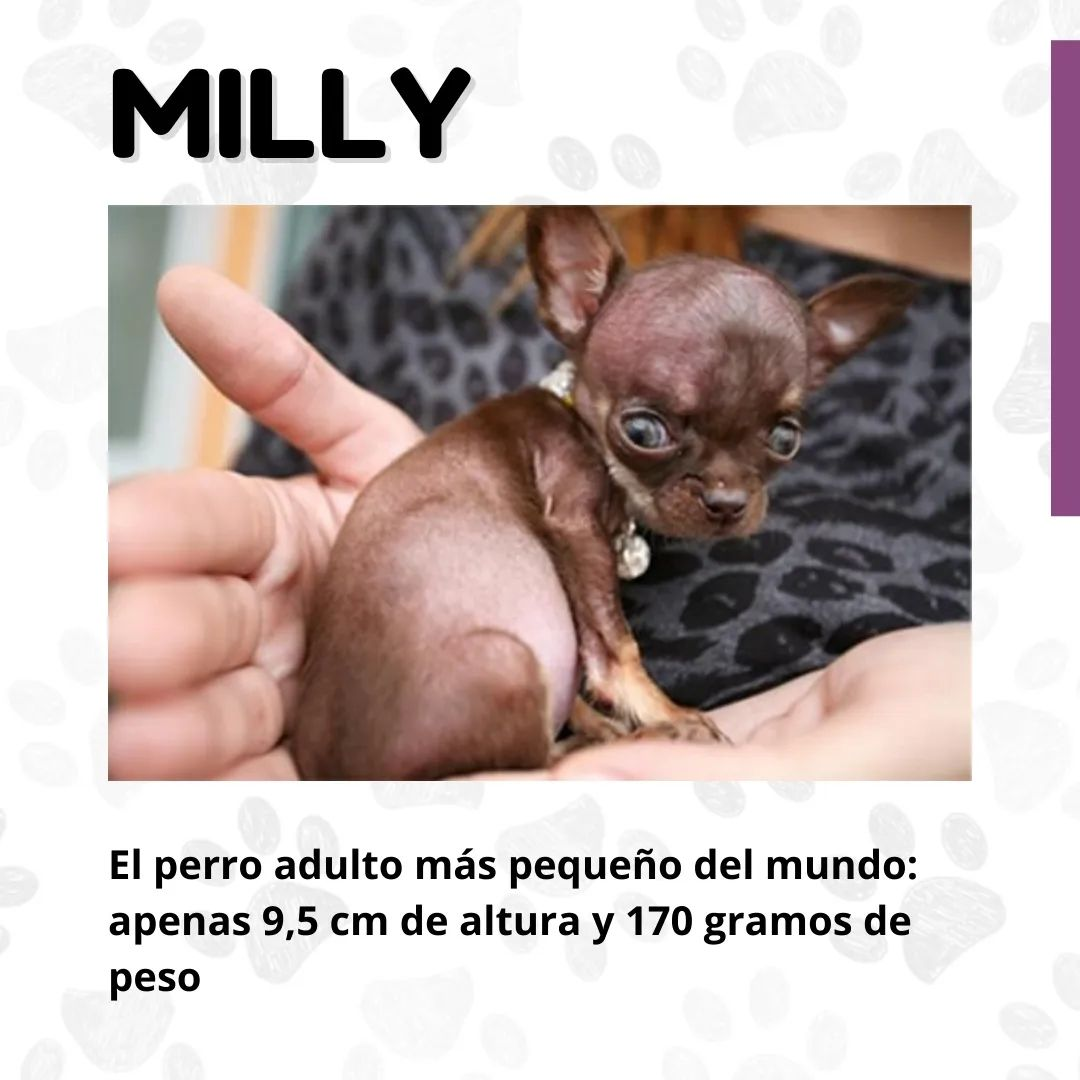 MILLY
El perro adulto más pequeño del mundo:
apenas 9,5 cm de altura y 170 gramos de
peso